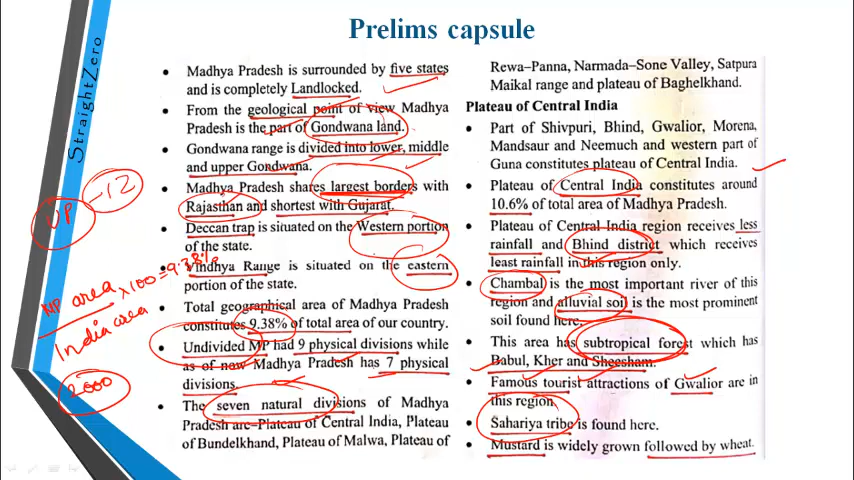 Prelims capsule
StraightZero
Madhya Pradesh is surrounded by five states
and is completely Landlocked.
From the geological point of view Madhya
Pradesh is the part of Gondwana land.
Gondwana range is divided into lower, middle
and upper Gondwana.
Madhya Pradesh shares largest borders with
Rajasthan and shortest with Gujarat.
Deccan trap is situated on the Western portion
of the state.
Vindhya Range is situated on the eastern
portion of the state.
Total geographical area of Madhya Pradesh
constitutes 9.38% of total area of our country.
Undivided MP had 9 physical divisions while
as of now Madhya Pradesh has 7 physical
divisions.
The seven natural divisions of Madhya
Pradesh are–Plateau of Central India, Plateau
of Bundelkhand, Plateau of Malwa, Plateau of
Rewa–Panna, Narmada–Sone Valley, Satpura
Maikal range and plateau of Baghelkhand.
Plateau of Central India
Part of Shivpuri, Bhind, Gwalior, Morena,
Mandsaur and Neemuch and western part of
Guna constitutes plateau of Central India.
Plateau of Central India constitutes around
10.6% of total area of Madhya Pradesh.
Plateau of Central India region receives less
rainfall and Bhind district which receives
least rainfall in this region only.
Chambal is the most important river of this
region and alluvial soil is the most prominent
soil found here.
This area has subtropical forest which has
Babul, Kher and Sheesham.
Famous tourist attractions of Gwalior are in
this region
Sahariya tribe is found here.
Mustard is widely grown followed by wheat.
UP -12
MP area ×100 = 9.38%
India area
2000